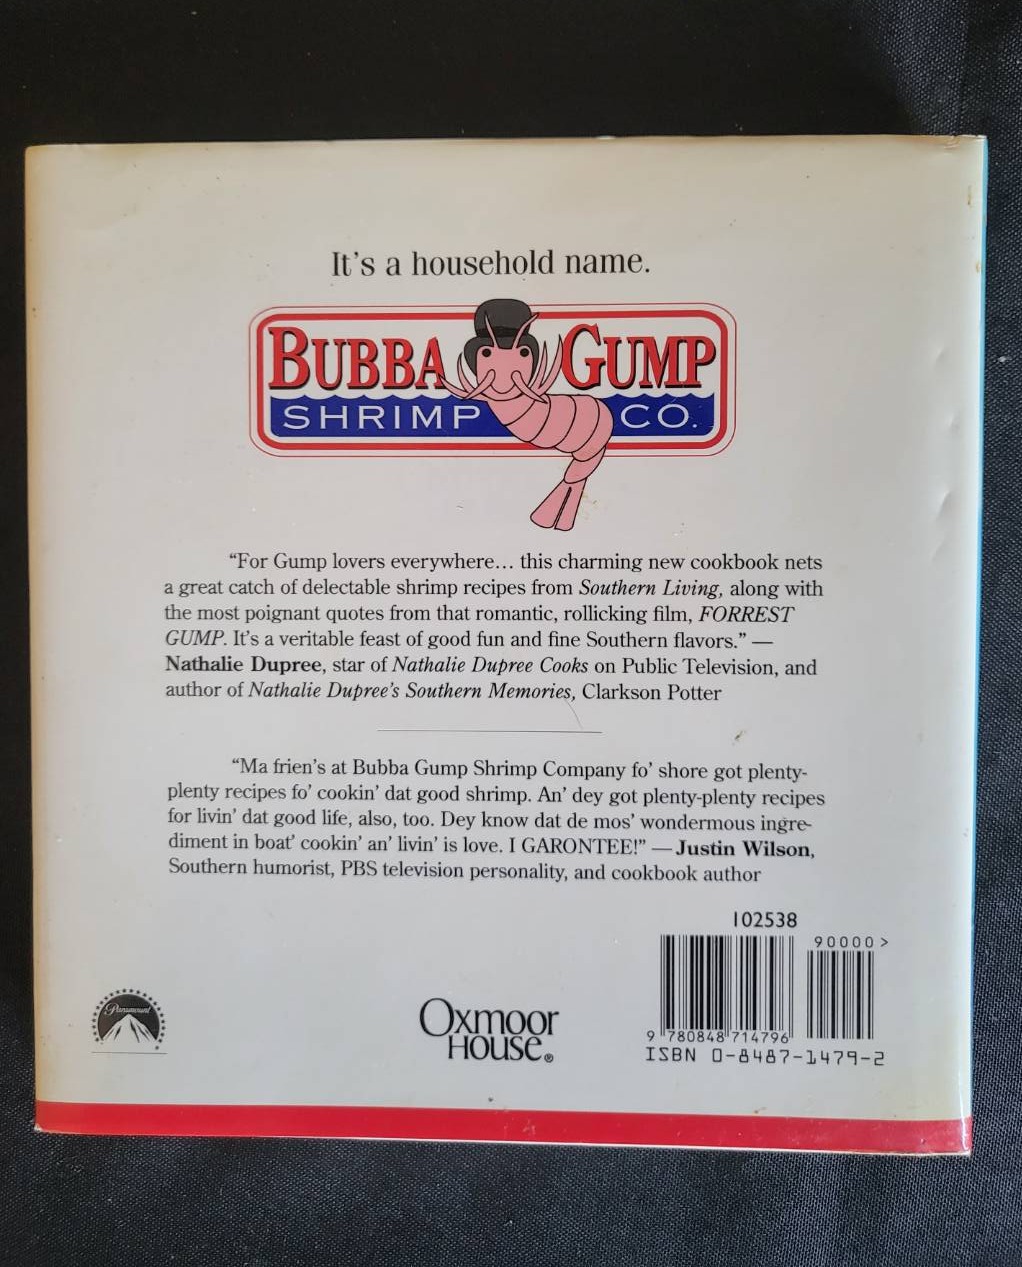 It's a household name.
BUBBA GUMP
SHRIMP CO.
“For Gump lovers everywhere... this charming new cookbook nets
a great catch of delectable shrimp recipes from Southern Living, along with
the most poignant quotes from that romantic, rollicking film, FORREST
GUMP. It's a veritable feast of good fun and fine Southern flavors.” —
Nathalie Dupree, star of Nathalie Dupree Cooks on Public Television, and
author of Nathalie Dupree's Southern Memories, Clarkson Potter
“Ma frien's at Bubba Gump Shrimp Company fo' shore got plenty-
plenty recipes fo' cookin' dat good shrimp. An' dey got plenty-plenty recipes
for livin' dat good life, also, too. Dey know dat de mos' wondermous ingre-
diment in boat' cookin' an' livin' is love. I GARONTEE!” — Justin Wilson,
Southern humorist, PBS television personality, and cookbook author
102538
90000>
9 780848 714796
ISBN 0-8487-1479-2
Paramount
Oxmoor
House®